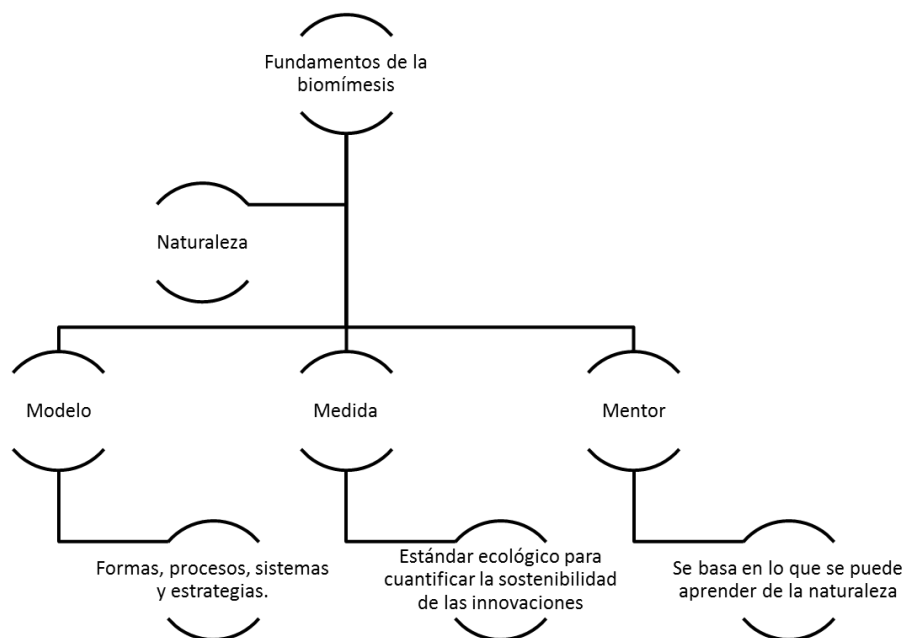 Fundamentos de la
biomímesis
Naturaleza
Modelo
Medida
Mentor
Formas, procesos, sistemas
y estrategias.
Estándar ecológico para
cuantificar la sostenibilidad
de las innovaciones
Se basa en lo que se puede
aprender de la naturaleza